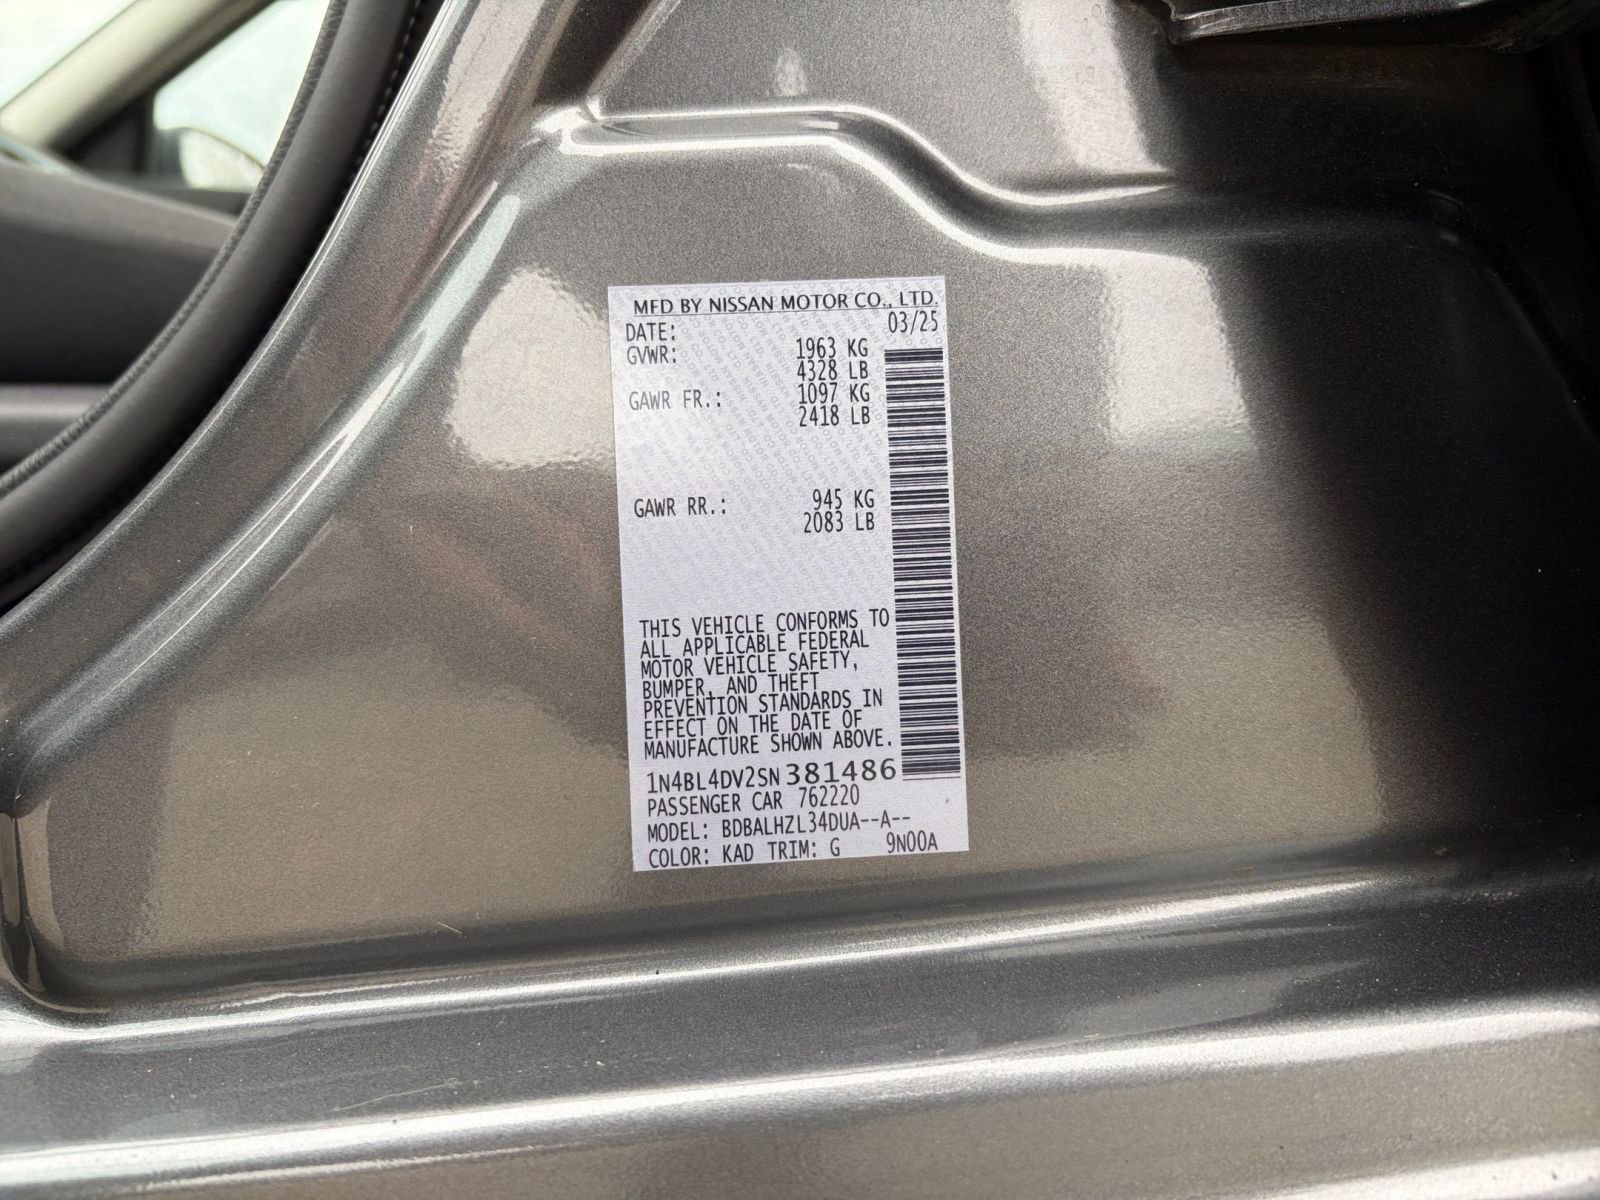 MFD BY NISSAN MOTOR CO., LTD.
DATE: 03/25
GVWR: 1963 KG
4328 LB
GAWR FR.: 1097 KG
2418 LB
GAWR RR.: 945 KG
2083 LB
THIS VEHICLE CONFORMS TO
ALL APPLICABLE FEDERAL
MOTOR VEHICLE SAFETY,
BUMPER, AND THEFT
PREVENTION STANDARDS IN
EFFECT ON THE DATE OF
MANUFACTURE SHOWN ABOVE.
1N4BL4DV2SN381486
PASSENGER CAR 762220
MODEL: BDBALHZL34DUA--A--
COLOR: KAD TRIM: G 9N00A